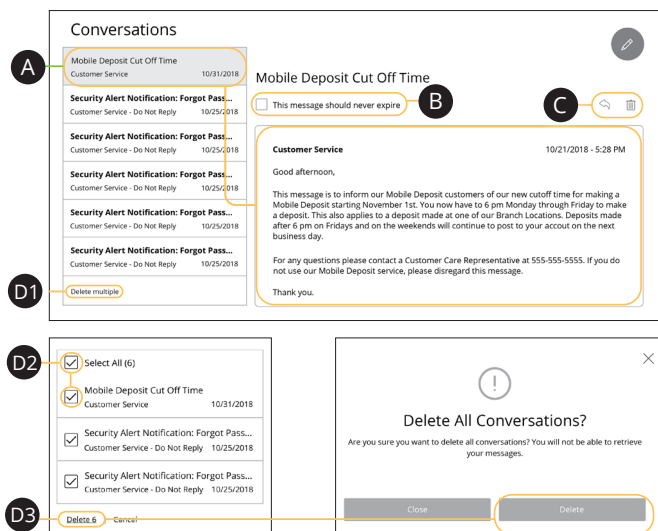 Conversations
A
Mobile Deposit Cut Off Time
Customer Service 10/31/2018
Security Alert Notification: Forgot Pass...
Customer Service - Do Not Reply 10/25/2018
Security Alert Notification: Forgot Pass...
Customer Service - Do Not Reply 10/25/2018
Security Alert Notification: Forgot Pass...
Customer Service - Do Not Reply 10/25/2018
Security Alert Notification: Forgot Pass...
Customer Service - Do Not Reply 10/25/2018
Security Alert Notification: Forgot Pass...
Customer Service - Do Not Reply 10/25/2018
D1
Delete multiple
Mobile Deposit Cut Off Time
This message should never expire
B
C
Customer Service 10/21/2018 - 5:28 PM
Good afternoon,
This message is to inform our Mobile Deposit customers of our new cutoff time for making a
Mobile Deposit starting November 1st. You now have to 6 pm Monday through Friday to make
a deposit. This also applies to a deposit made at one of our Branch Locations. Deposits made
after 6 pm on Fridays and on the weekends will continue to post to your accout on the next
business day.
For any questions please contact a Customer Care Representative at 555-555-5555. If you do
not use our Mobile Deposit service, please disregard this message.
Thank you.
D2
Select All (6)
Mobile Deposit Cut Off Time
Customer Service 10/31/2018
Security Alert Notification: Forgot Pass...
Customer Service - Do Not Reply 10/25/2018
Security Alert Notification: Forgot Pass...
Customer Service - Do Not Reply 10/25/2018
D3
Delete 6 Cancel
Delete All Conversations?
Are you sure you want to delete all conversations? You will not be able to retrieve
your messages.
Close Delete